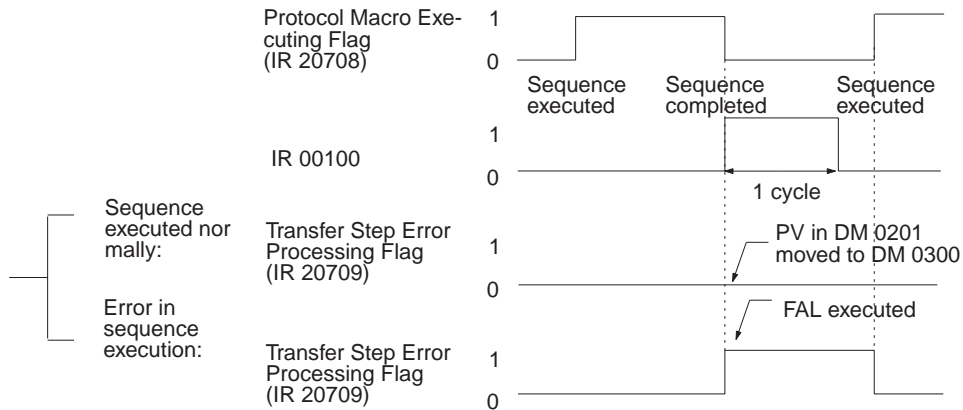 Protocol Macro Exe-
cuting Flag
(IR 20708)
1
0
Sequence
executed
Sequence
completed
Sequence
executed
IR 00100
1
0
1 cycle
Sequence
executed nor
mally:
Transfer Step Error
Processing Flag
(IR 20709)
1
0
PV in DM 0201
moved to DM 0300
Error in
sequence
execution:
FAL executed
Transfer Step Error
Processing Flag
(IR 20709)
1
0